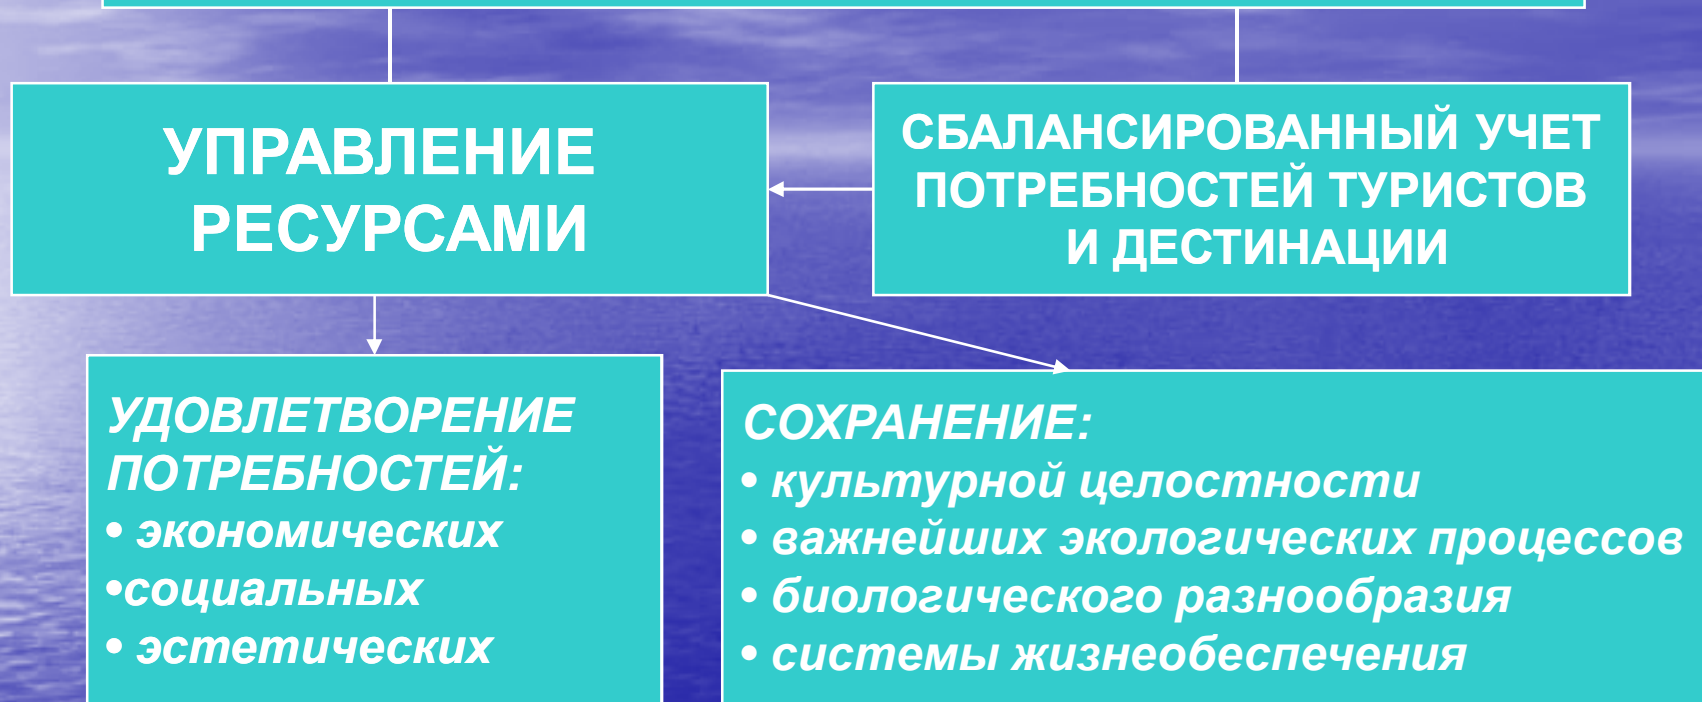 УПРАВЛЕНИЕ
РЕСУРСАМИ
СБАЛАНСИРОВАННЫЙ УЧЕТ
ПОТРЕБНОСТЕЙ ТУРИСТОВ
И ДЕСТИНАЦИИ
УДОВЛЕТВОРЕНИЕ
ПОТРЕБНОСТЕЙ:
• экономических
•социальных
• эстетических
СОХРАНЕНИЕ:
• культурной целостности
• важнейших экологических процессов
• биологического разнообразия
• системы жизнеобеспечения